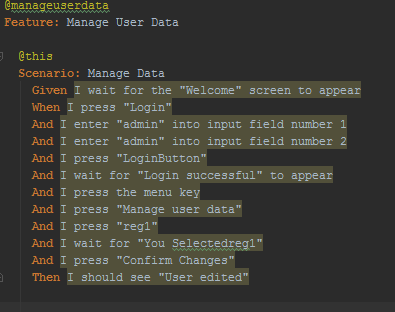 @manageuserdata
Feature: Manage User Data
@this
Scenario: Manage Data
Given I wait for the "Welcome" screen to appear
When I press "Login"
And I enter "admin" into input field number 1
And I enter "admin" into input field number 2
And I press "LoginButton"
And I wait for "Login successful" to appear
And I press the menu key
And I press "Manage user data"
And I press "reg1"
And I wait for "You Selectedreg1"
And I press "Confirm Changes"
Then I should see "User edited"